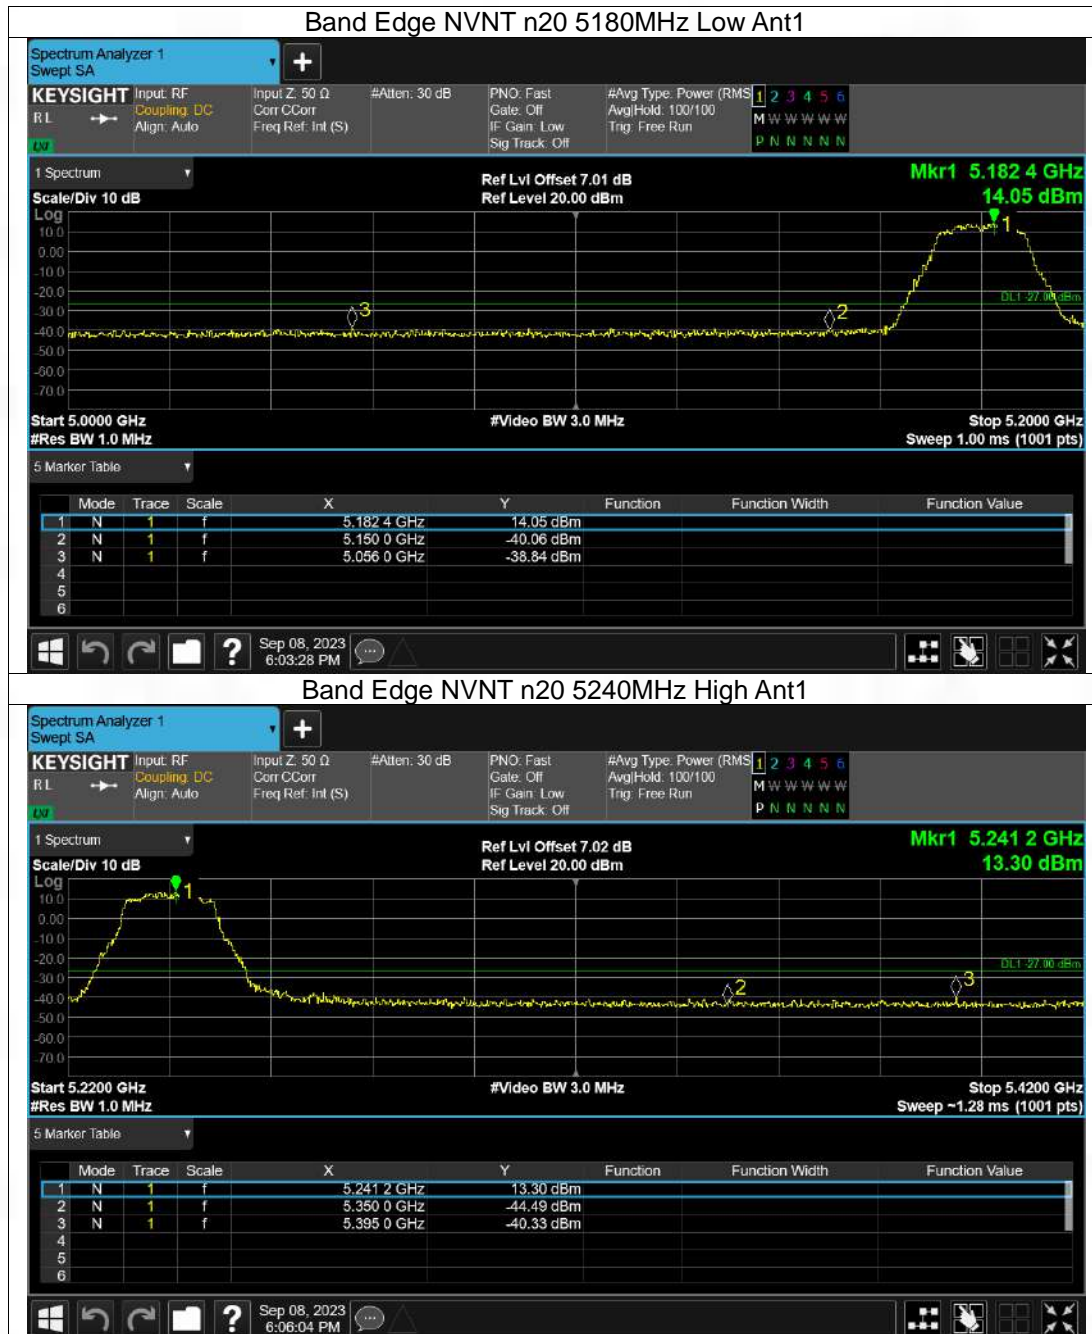 Band Edge NVNT n20 5180MHz Low Ant1
Spectrum Analyzer 1
Swept SA
+
KEYSIGHT Input: RF Input Z: 50 Ω #Atten: 30 dB PNO: Fast #Avg Type: Power (RMS 1 2 3 4 5 6
RL Coupling: DC Corr CCorr Gate: Off Avg|Hold: 100/100 M W W W W W
Align: Auto Freq Ref: Int (S) IF Gain: Low Trig: Free Run
LXI Sig Track: Off P N N N N N
1 Spectrum Ref Lvl Offset 7.01 dB Mkr1 5.182 4 GHz
Scale/Div 10 dB Ref Level 20.00 dBm 14.05 dBm
Log
10.0
0.00
-10.0
-20.0
DL1 -27.00 dBm
-30.0
-40.0
-50.0
-60.0
-70.0
1
2
3
Start 5.0000 GHz #Video BW 3.0 MHz Stop 5.2000 GHz
#Res BW 1.0 MHz Sweep 1.00 ms (1001 pts)
5 Marker Table
Mode Trace Scale X Y Function Function Width Function Value
1 N 1 f 5.182 4 GHz 14.05 dBm
2 N 1 f 5.150 0 GHz -40.06 dBm
3 N 1 f 5.056 0 GHz -38.84 dBm
4
5
6
? Sep 08, 2023
6:03:28 PM
Band Edge NVNT n20 5240MHz High Ant1
Spectrum Analyzer 1
Swept SA
+
KEYSIGHT Input: RF Input Z: 50 Ω #Atten: 30 dB PNO: Fast #Avg Type: Power (RMS 1 2 3 4 5 6
RL Coupling: DC Corr CCorr Gate: Off Avg|Hold: 100/100 M W W W W W
Align: Auto Freq Ref: Int (S) IF Gain: Low Trig: Free Run
LXI Sig Track: Off P N N N N N
1 Spectrum Ref Lvl Offset 7.02 dB Mkr1 5.241 2 GHz
Scale/Div 10 dB Ref Level 20.00 dBm 13.30 dBm
Log
10.0
0.00
-10.0
-20.0
DL1 -27.00 dBm
-30.0
-40.0
-50.0
-60.0
-70.0
1
2
3
Start 5.2200 GHz #Video BW 3.0 MHz Stop 5.4200 GHz
#Res BW 1.0 MHz Sweep ~1.28 ms (1001 pts)
5 Marker Table
Mode Trace Scale X Y Function Function Width Function Value
1 N 1 f 5.241 2 GHz 13.30 dBm
2 N 1 f 5.350 0 GHz -44.49 dBm
3 N 1 f 5.395 0 GHz -40.33 dBm
4
5
6
? Sep 08, 2023
6:06:04 PM